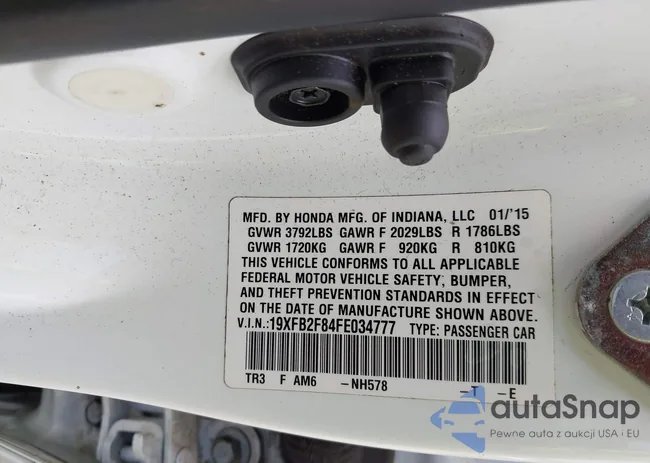 MFD. BY HONDA MFG. OF INDIANA, LLC 01/'15
GVWR 3792LBS GAWR F 2029LBS R 1786LBS
GVWR 1720KG GAWR F 920KG R 810KG
THIS VEHICLE CONFORMS TO ALL APPLICABLE
FEDERAL MOTOR VEHICLE SAFETY, BUMPER,
AND THEFT PREVENTION STANDARDS IN EFFECT
ON THE DATE OF MANUFACTURE SHOWN ABOVE.
V.I.N.:19XFB2F84FE034777 TYPE: PASSENGER CAR
TR3 F AM6 -NH578 -T -E
autaSnap
Pewne auta z aukcji USA i EU